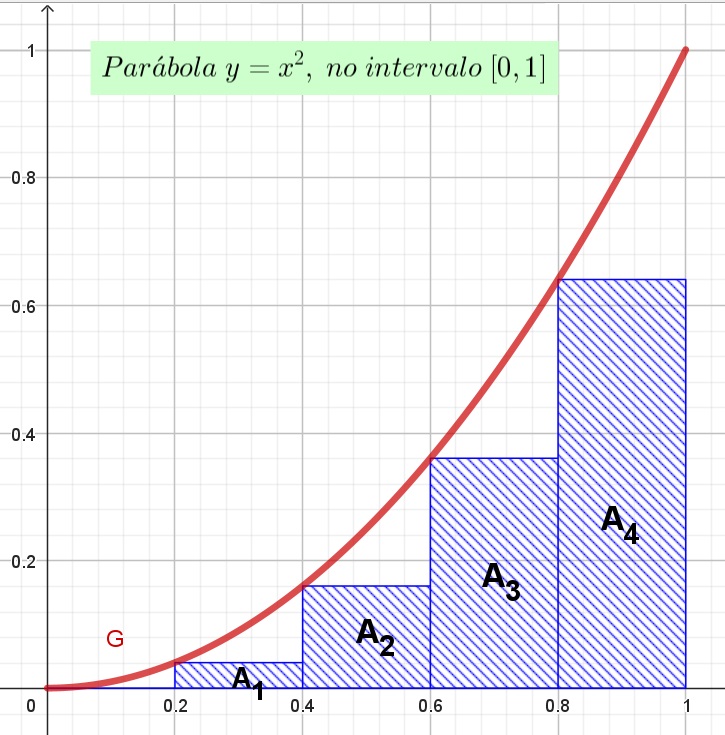 1
Parábola y = x², no intervalo [0, 1]
0.8
0.6
0.4
A₄
A₃
0.2
A₂
G
A₁
0 0.2 0.4 0.6 0.8 1